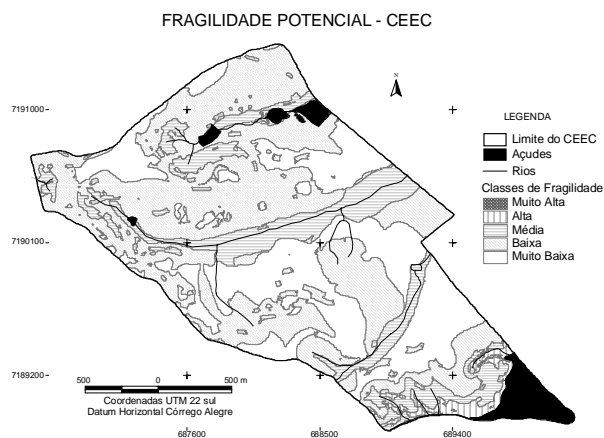 FRAGILIDADE POTENCIAL - CEEC
N
7191000
7190100
7189200
LEGENDA
Limite do CEEC
Açudes
Rios
Classes de Fragilidade
Muito Alta
Alta
Média
Baixa
Muito Baixa
500 0 500 m
Coordenadas UTM 22 sul
Datum Horizontal Córrego Alegre
687600 688500 689400